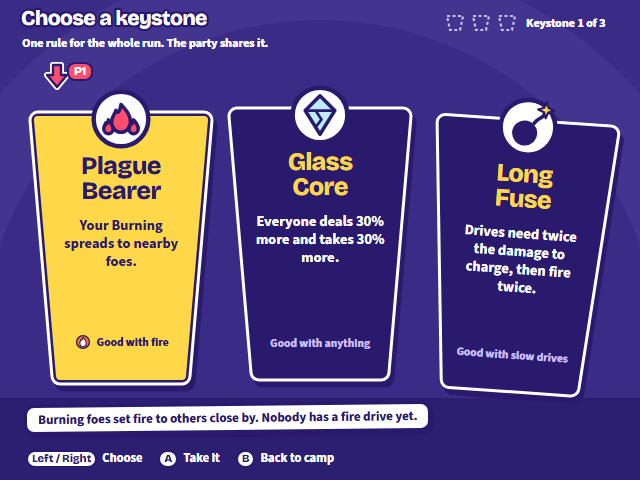 Choose a keystone
Keystone 1 of 3
One rule for the whole run. The party shares it.
P1
Plague
Bearer
Your Burning
spreads to nearby
foes.
Good with fire
Glass
Core
Everyone deals 30%
more and takes 30%
more.
Good with anything
Long
Fuse
Drives need twice
the damage to
charge, then fire
twice.
Good with slow drives
Burning foes set fire to others close by. Nobody has a fire drive yet.
Left / Right Choose A Take It B Back to camp